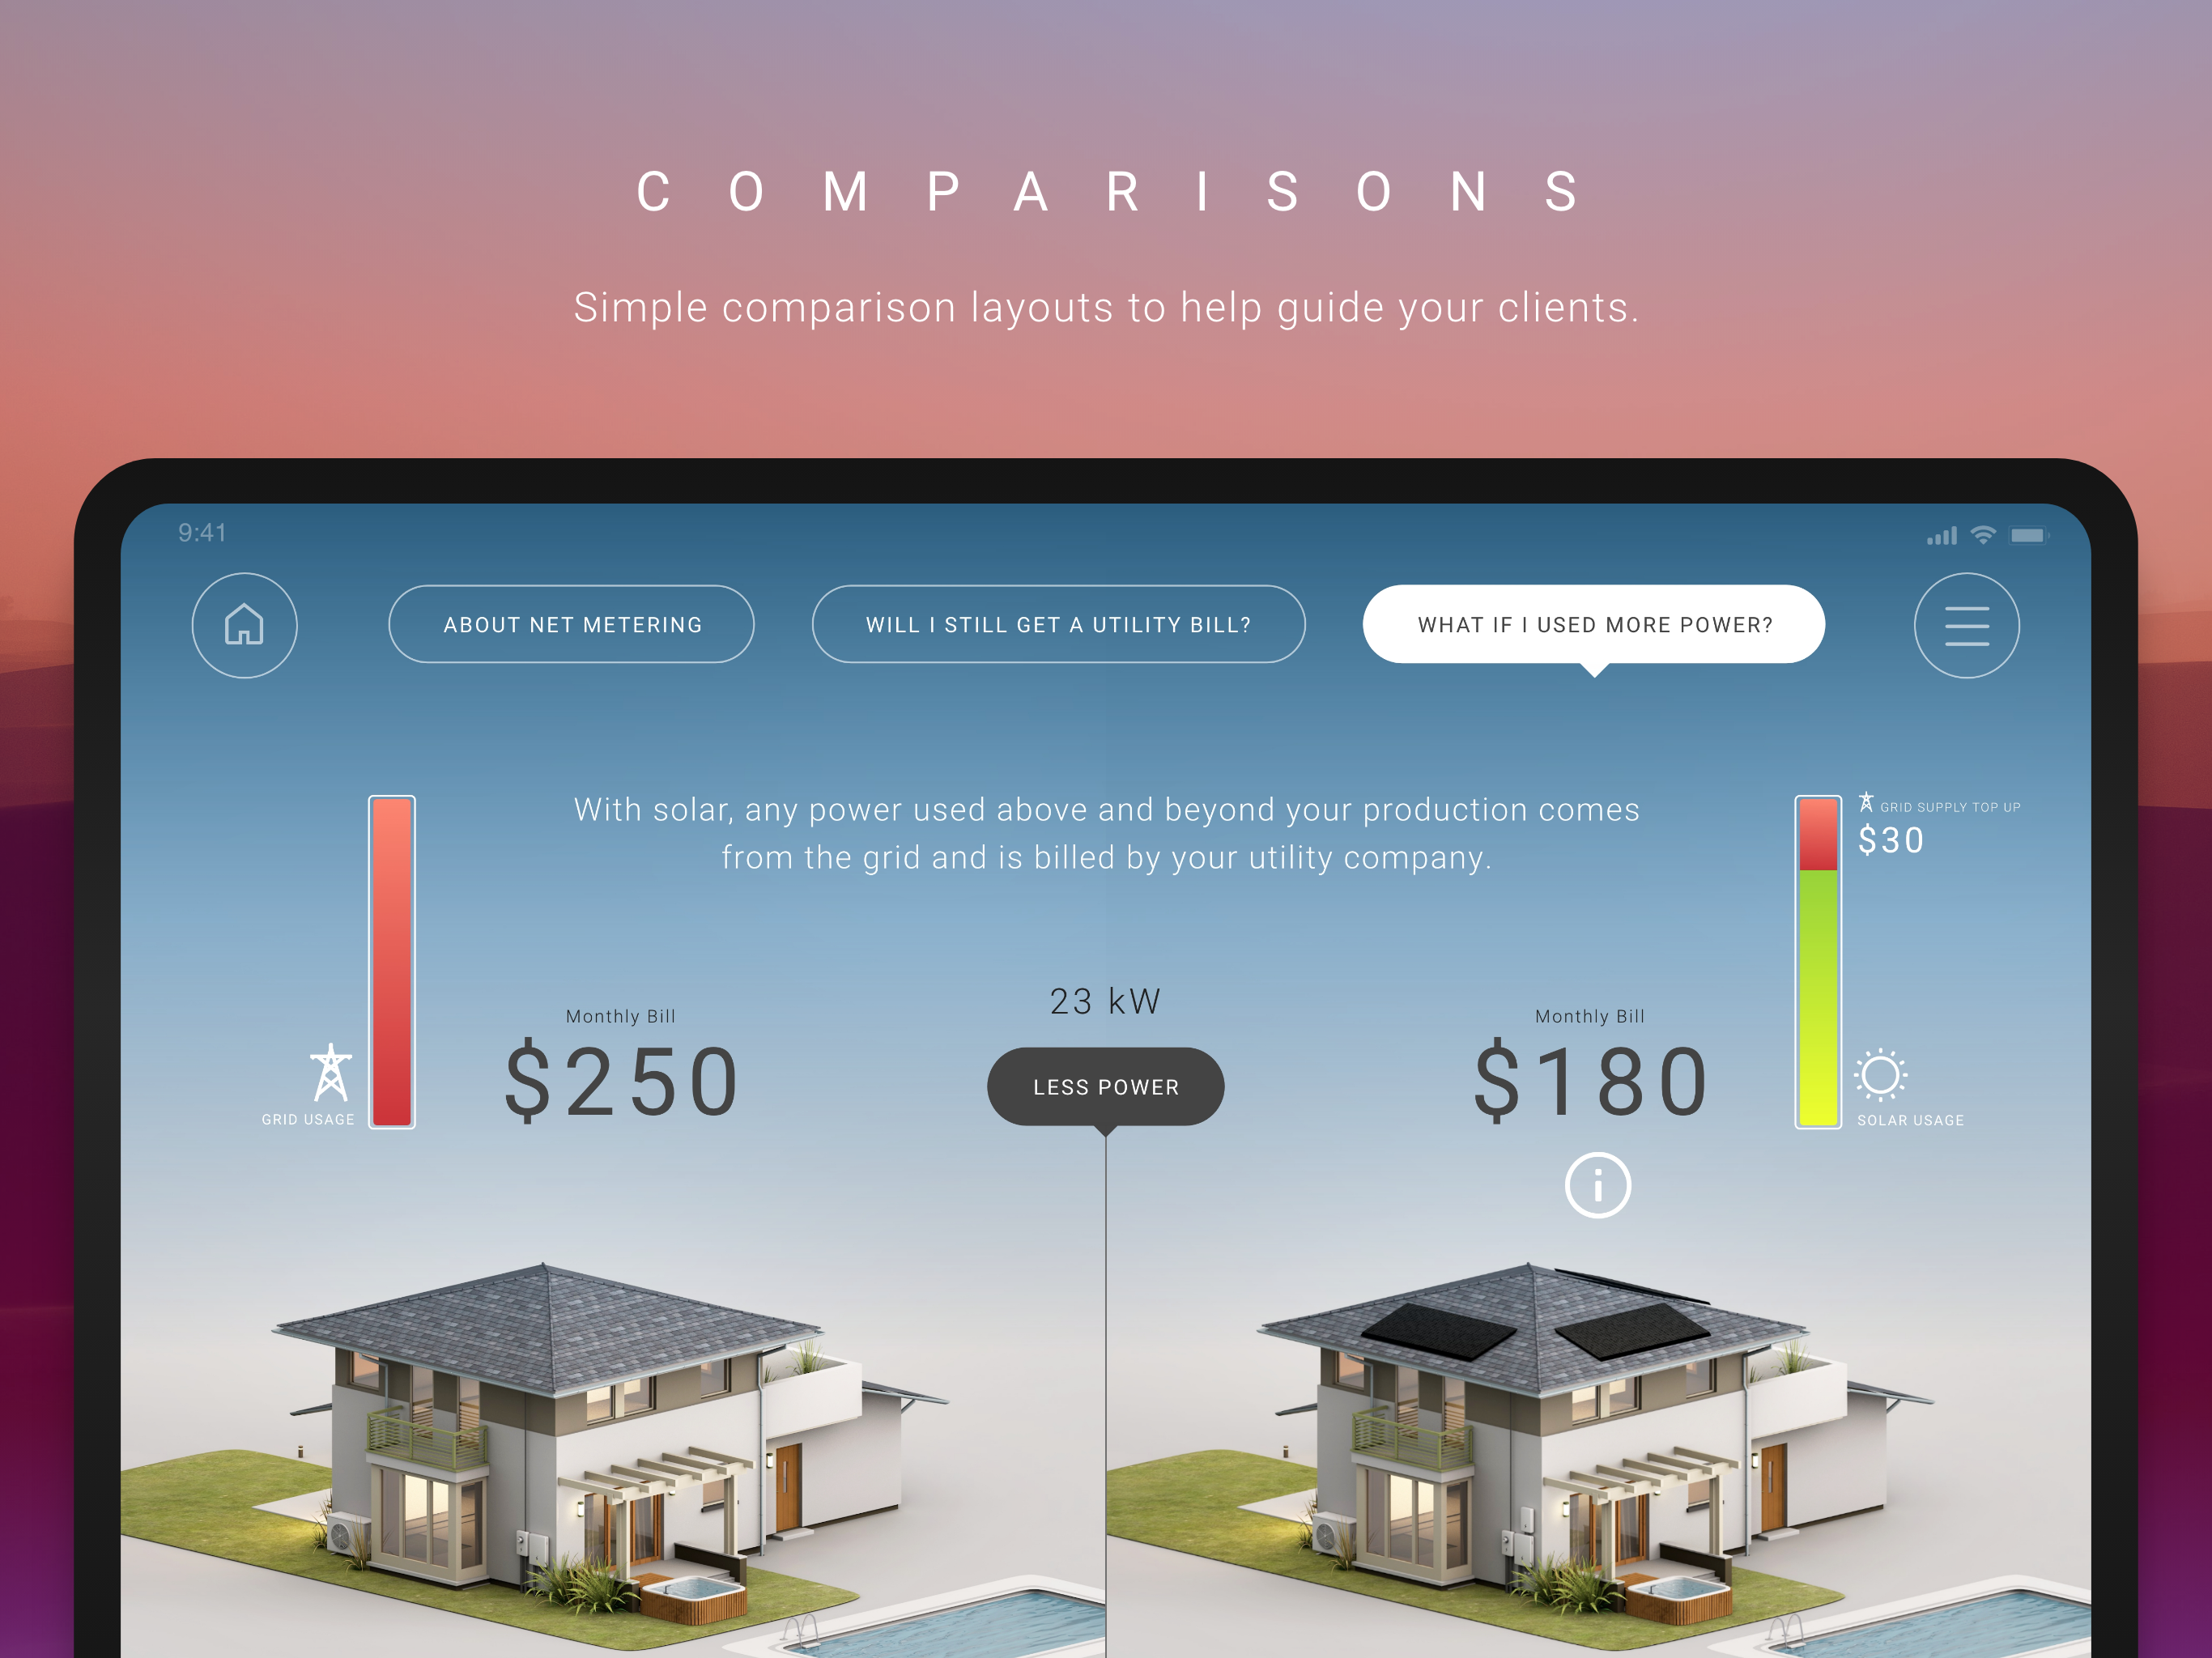 COMPARISONS
Simple comparison layouts to help guide your clients.
9:41
ABOUT NET METERING
WILL I STILL GET A UTILITY BILL?
WHAT IF I USED MORE POWER?
With solar, any power used above and beyond your production comes
from the grid and is billed by your utility company.
GRID SUPPLY TOP UP
$30
23 kW
Monthly Bill
$250
LESS POWER
Monthly Bill
$180
GRID USAGE
SOLAR USAGE